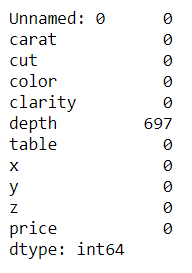 Unnamed: 0      0
carat           0
cut             0
color           0
clarity         0
depth         697
table           0
x               0
y               0
z               0
price           0
dtype: int64